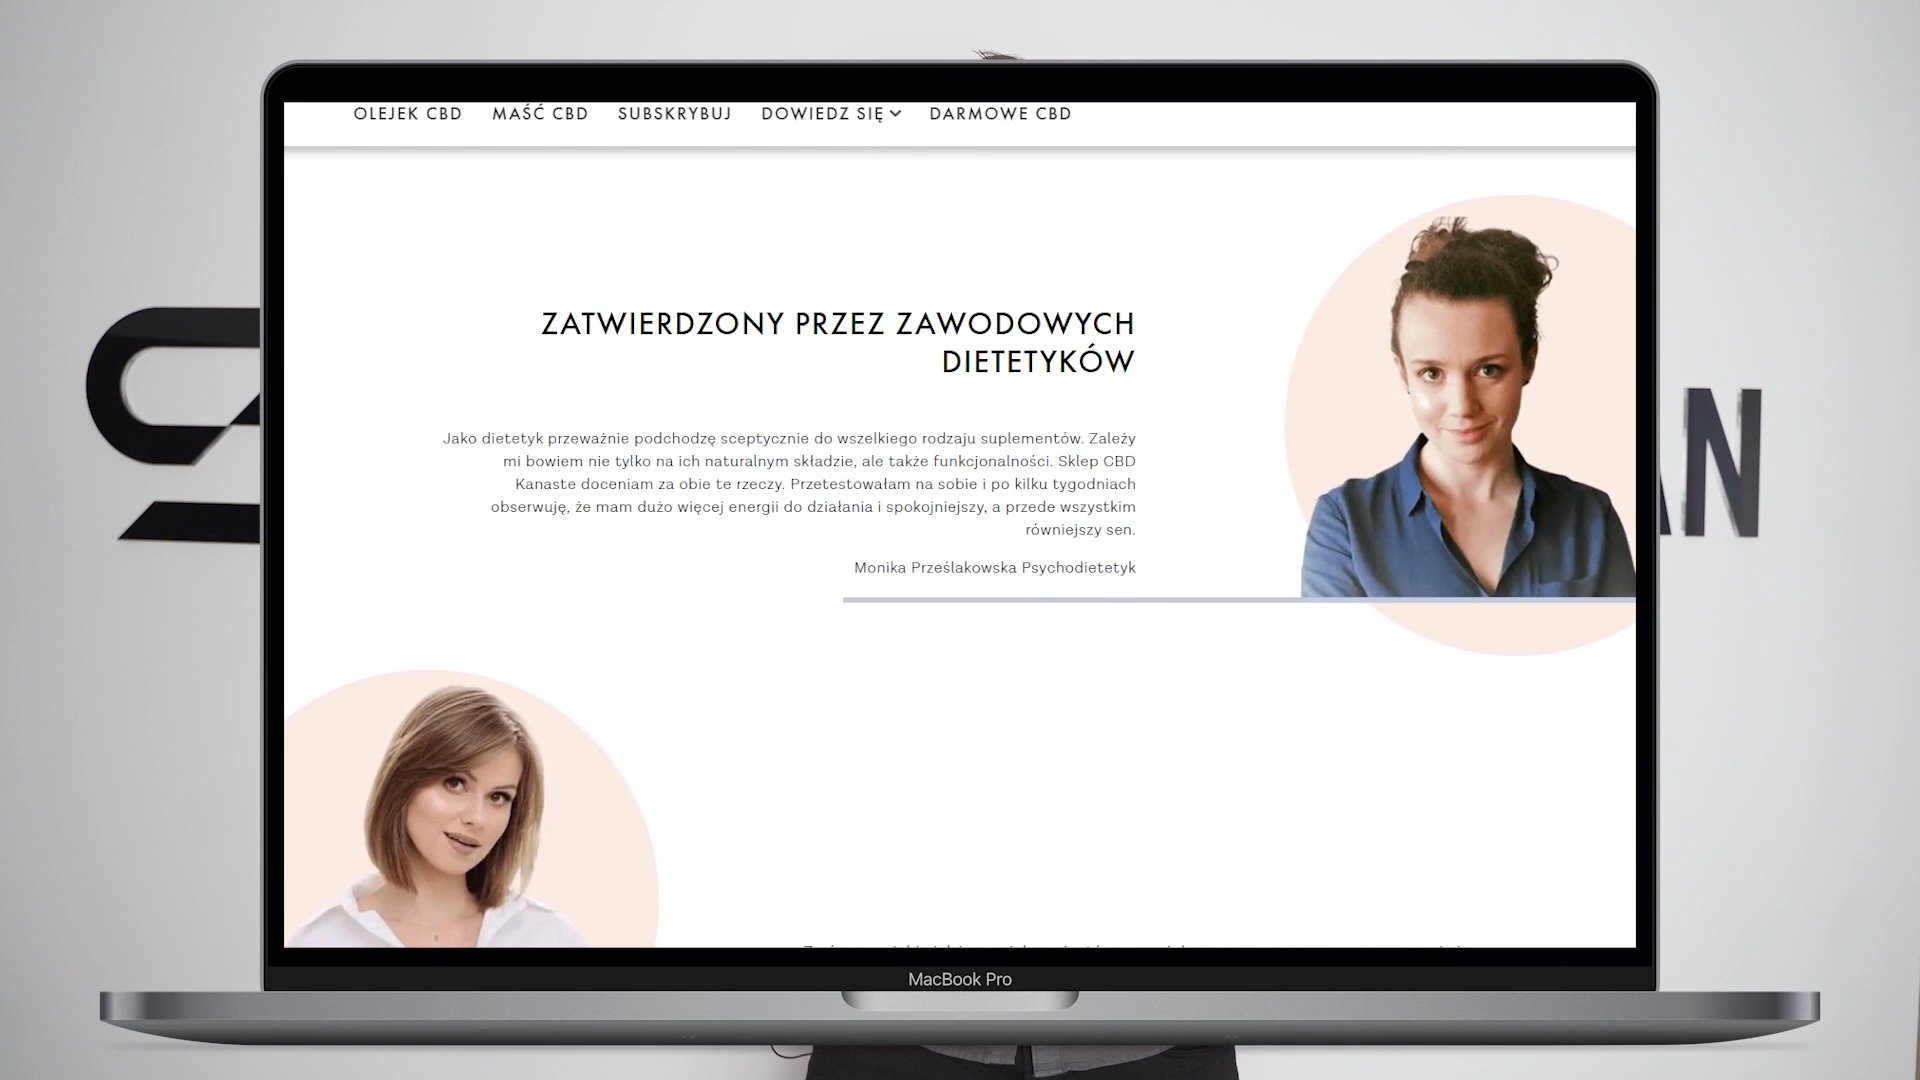 OLEJEK CBD MAŚĆ CBD SUBSKRYBUJ DOWIEDZ SIĘ DARMOWE CBD
ZATWIERDZONY PRZEZ ZAWODOWYCH
DIETETYKÓW
Jako dietetyk przeważnie podchodzę sceptycznie do wszelkiego rodzaju suplementów. Zależy
mi bowiem nie tylko na ich naturalnym składzie, ale także funkcjonalności. Sklep CBD
Kanaste doceniam za obie te rzeczy. Przetestowałam na sobie i po kilku tygodniach
obserwuję, że mam dużo więcej energii do działania i spokojniejszy, a przede wszystkim
równiejszy sen.
Monika Prześlakowska Psychodietetyk
AN
MacBook Pro